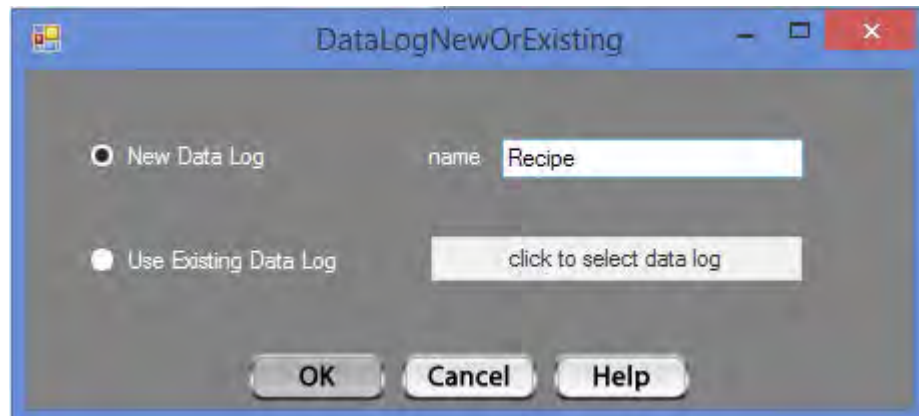 DataLogNewOrExisting
New Data Log name Recipe
Use Existing Data Log click to select data log
OK Cancel Help